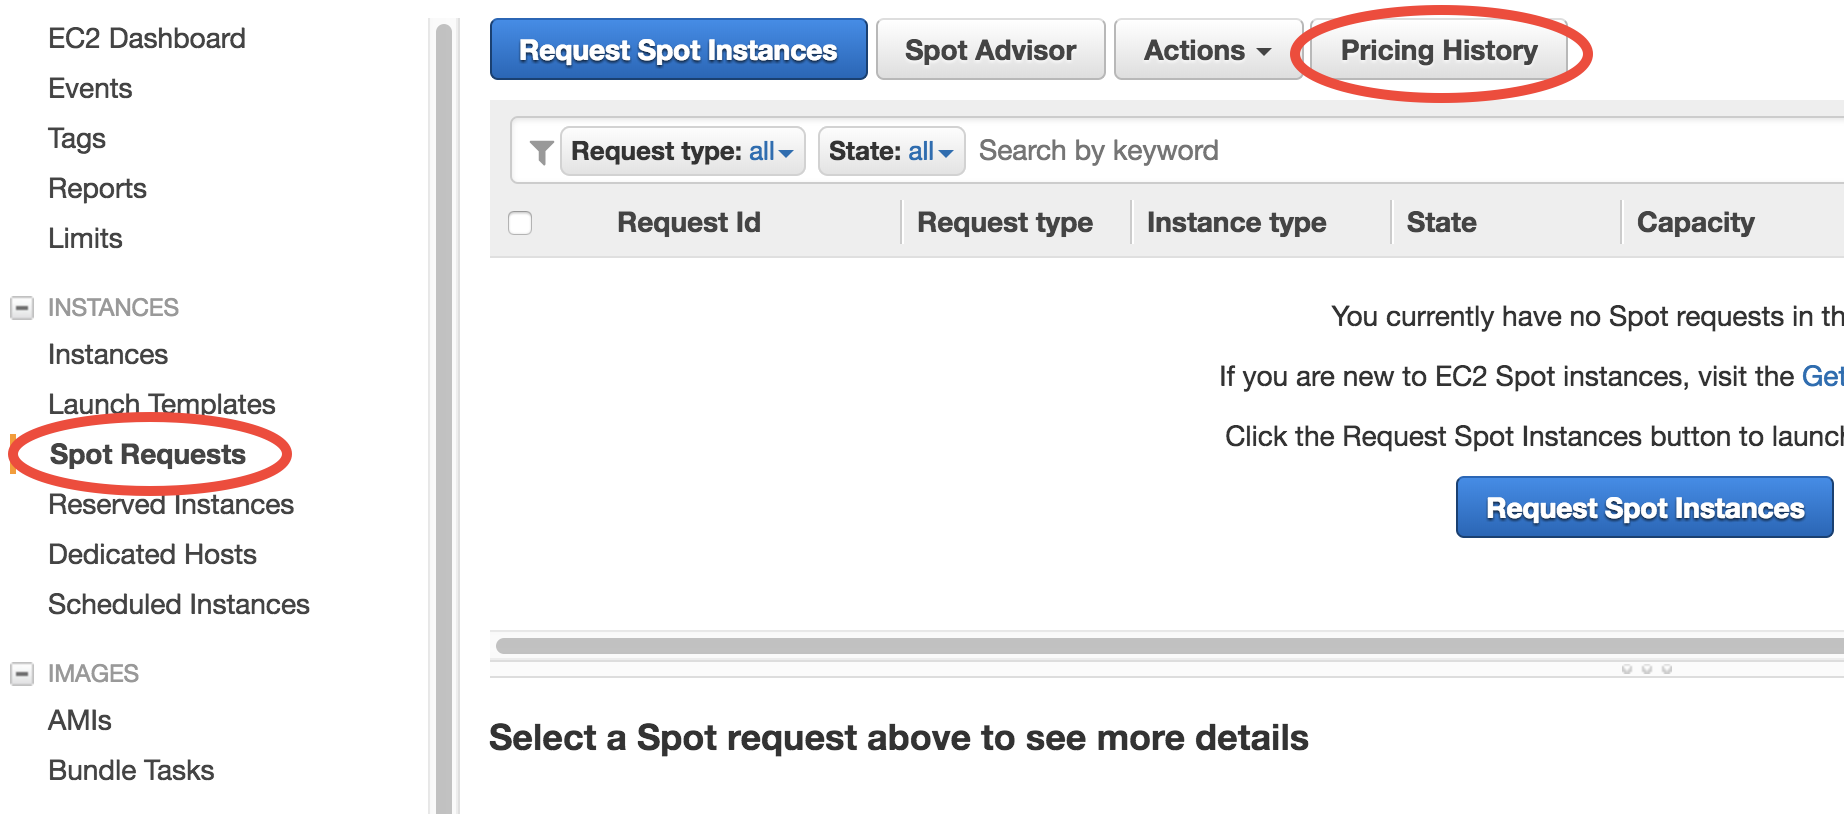 EC2 Dashboard
Events
Tags
Reports
Limits
INSTANCES
Instances
Launch Templates
Spot Requests
Reserved Instances
Dedicated Hosts
Scheduled Instances
IMAGES
AMIs
Bundle Tasks
Request Spot Instances
Spot Advisor
Actions
Pricing History
Request type: all
State: all
Search by keyword
Request Id
Request type
Instance type
State
Capacity
You currently have no Spot requests in th
If you are new to EC2 Spot instances, visit the Get
Click the Request Spot Instances button to launch
Request Spot Instances
Select a Spot request above to see more details